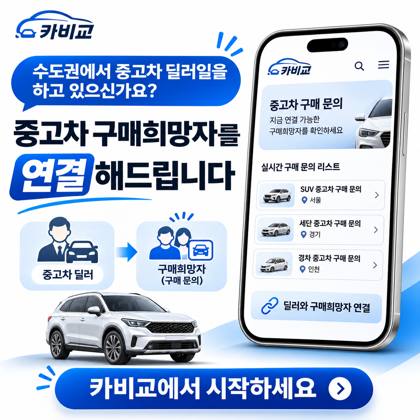 카비교
수도권에서 중고차 딜러일을
하고 있으신가요?
중고차 구매희망자를
연결 해드립니다
중고차 딜러
구매희망자
(구매 문의)
카비교
중고차 구매 문의
지금 연결 가능한
구매희망자를 확인하세요
실시간 구매 문의 리스트
SUV 중고차 구매 문의
서울
세단 중고차 구매 문의
경기
경차 중고차 구매 문의
인천
딜러와 구매희망자 연결
카비교에서 시작하세요